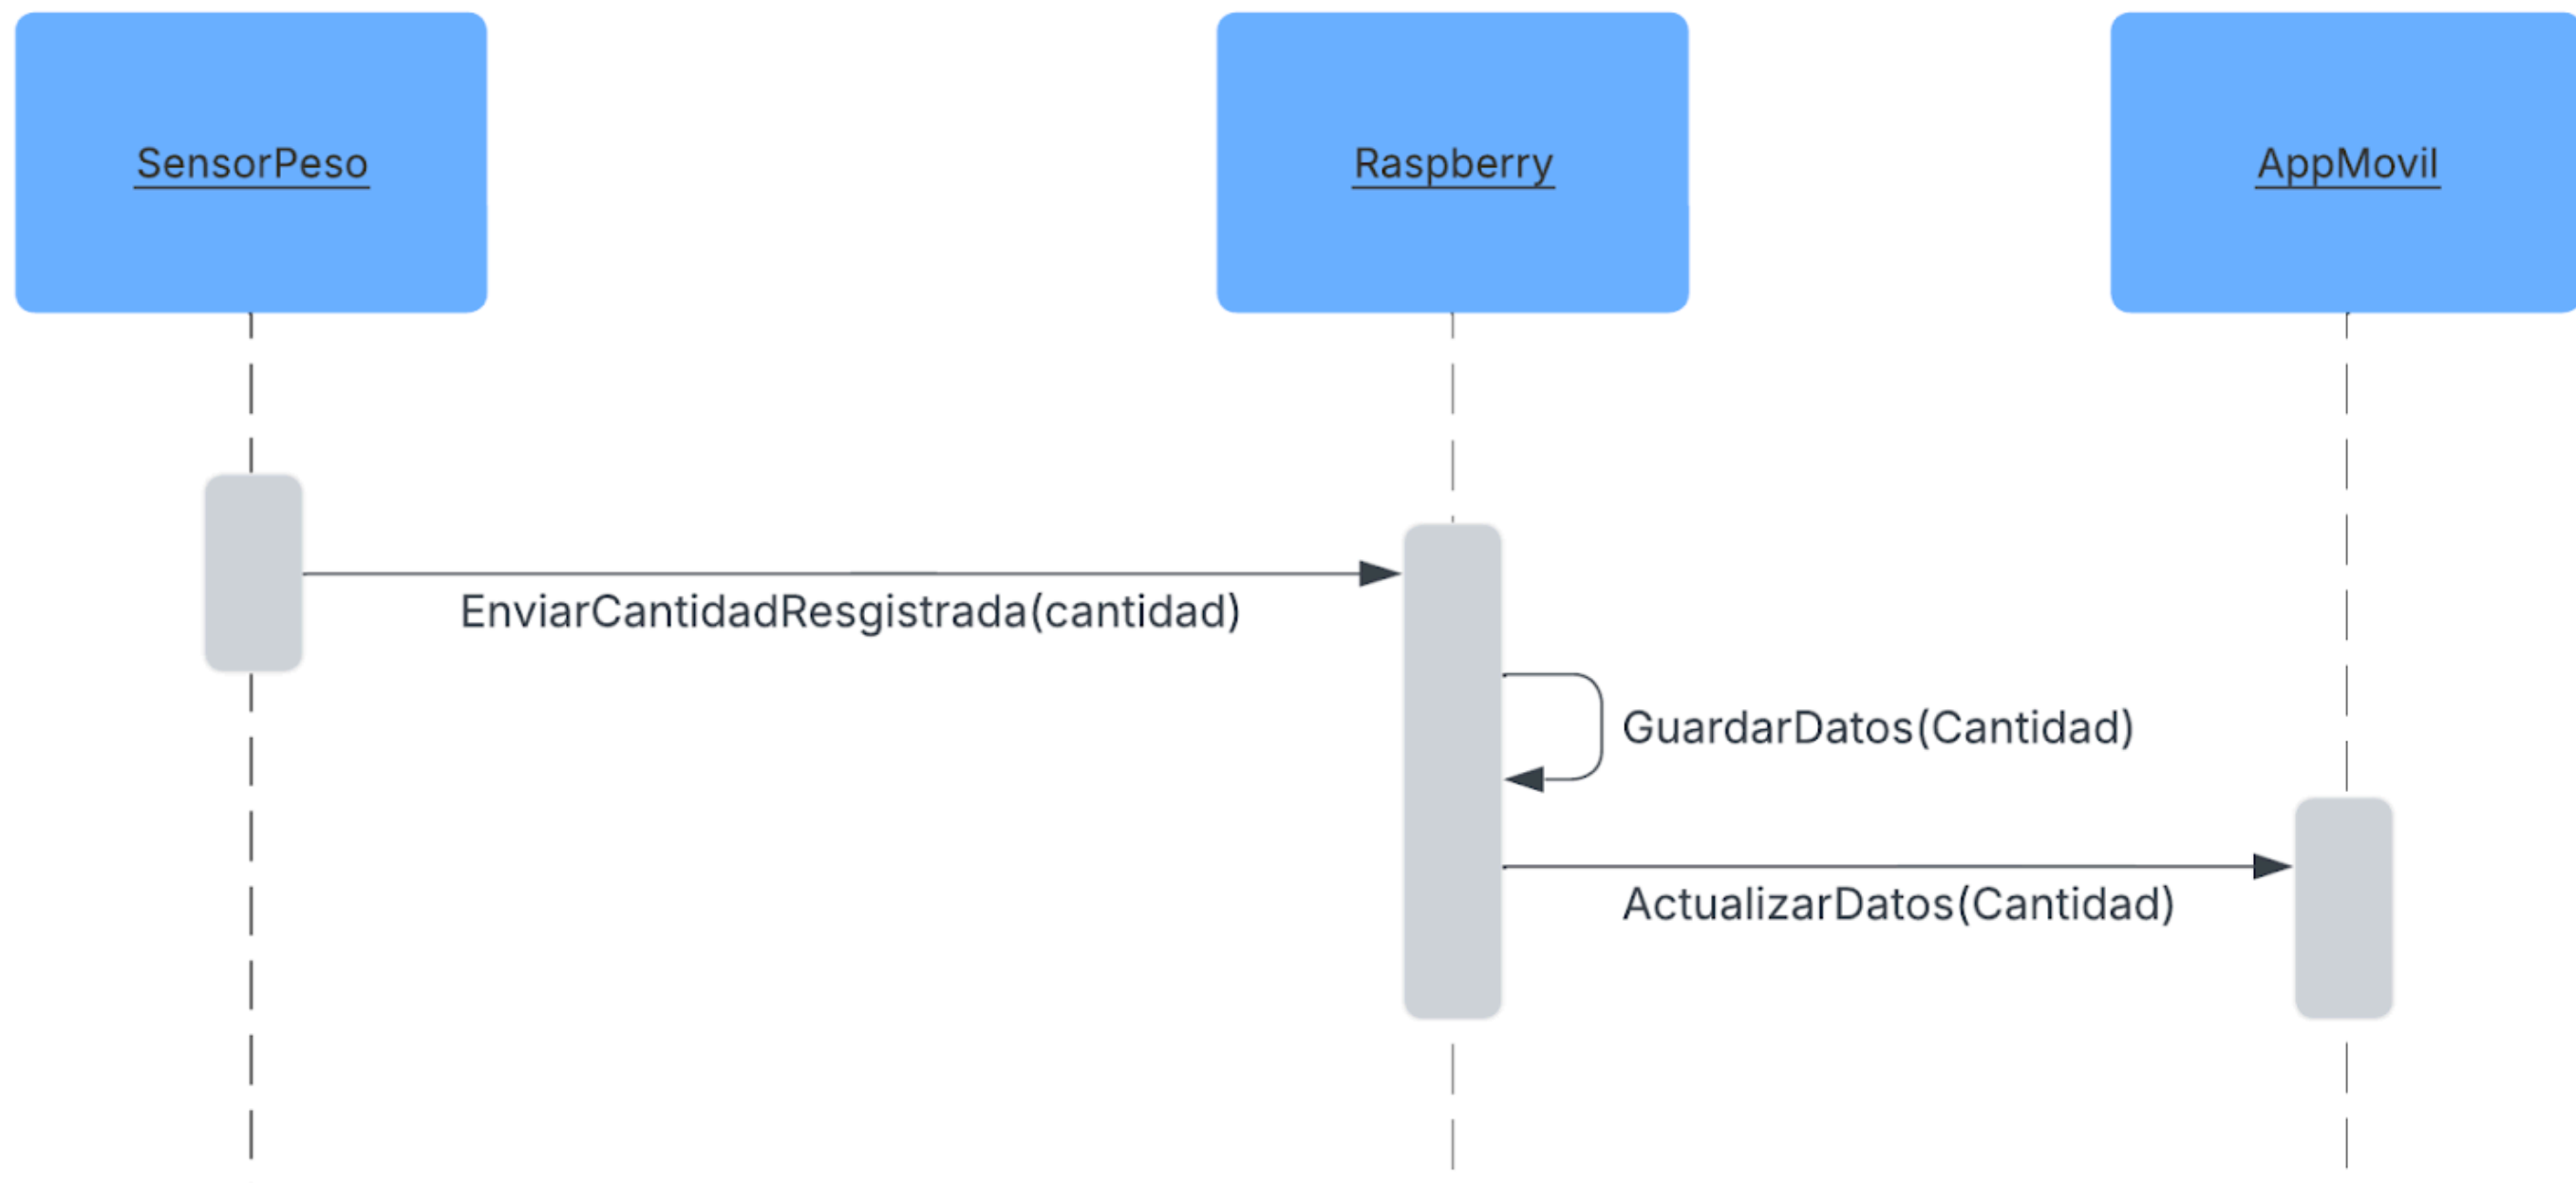 SensorPeso
Raspberry
AppMovil
EnviarCantidadResgistrada(cantidad)
GuardarDatos(Cantidad)
ActualizarDatos(Cantidad)